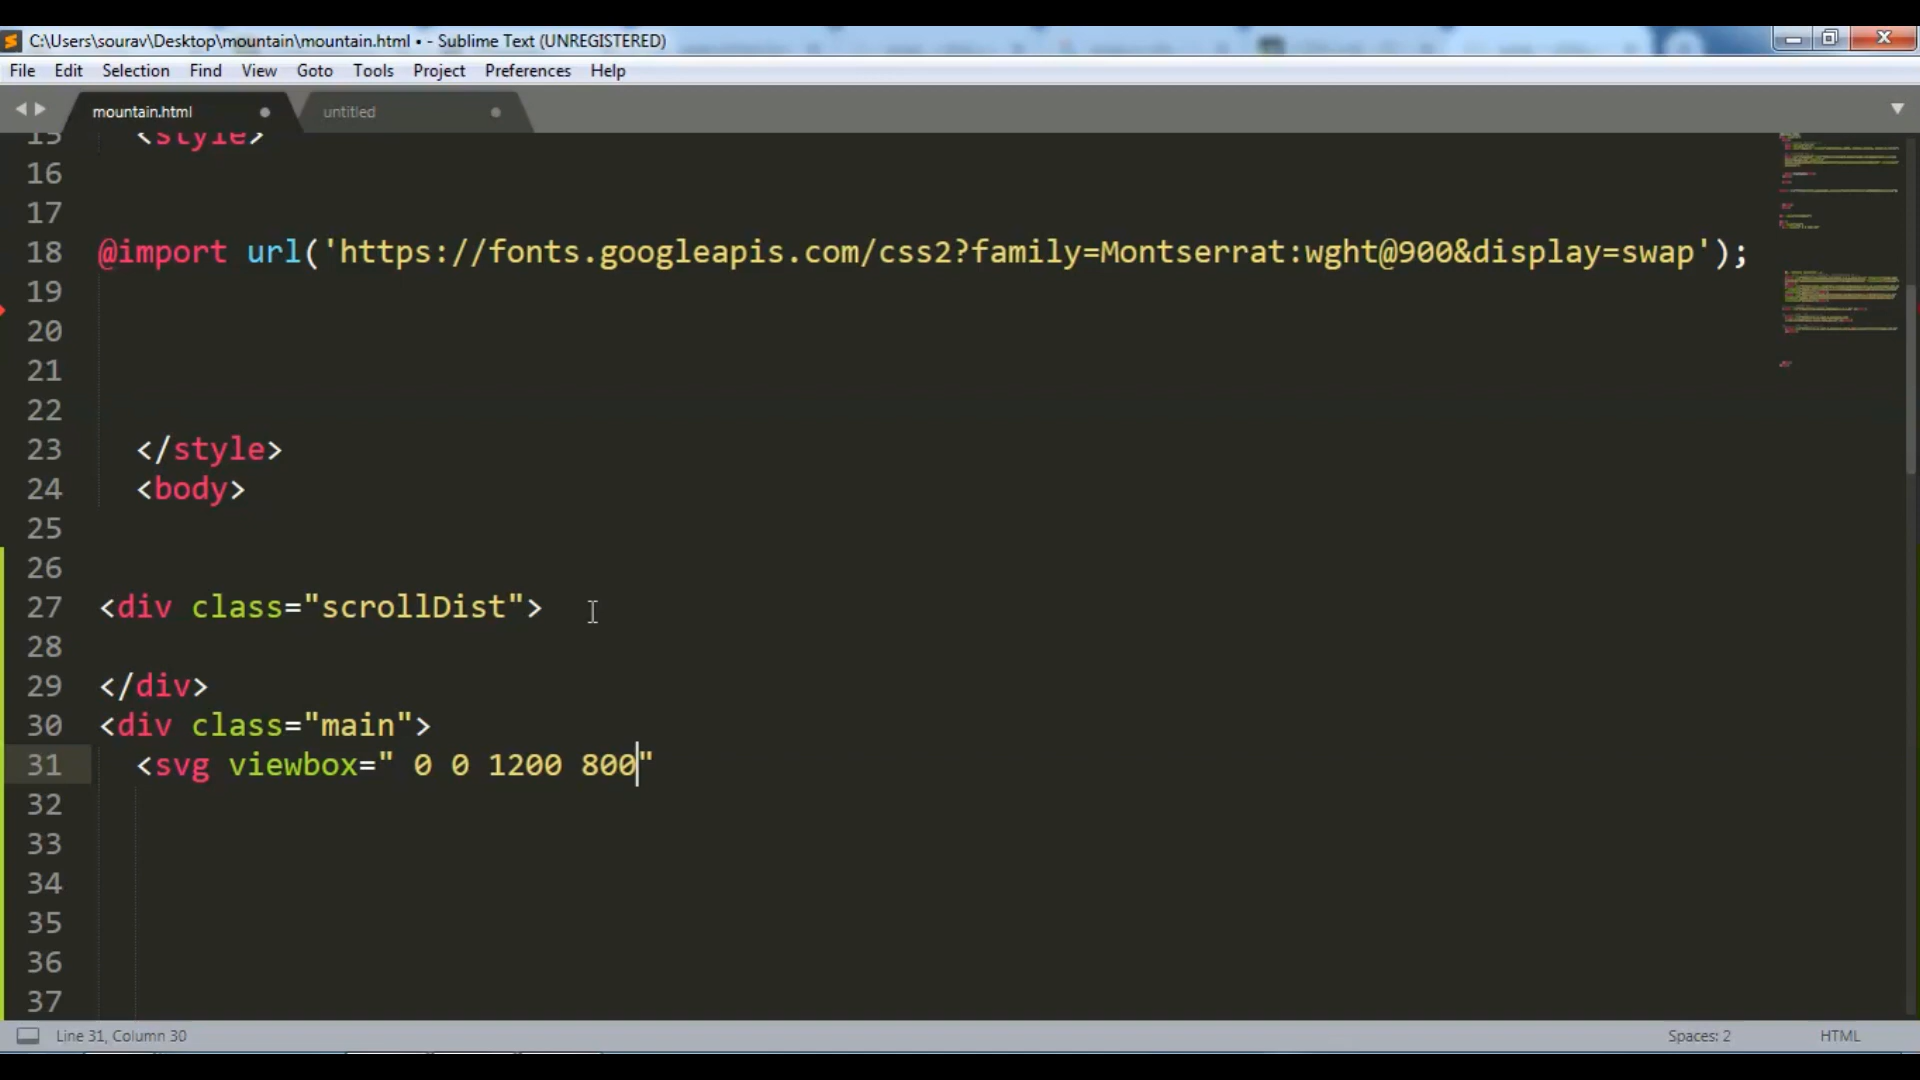 C:\Users\sourav\Desktop\mountain\mountain.html • - Sublime Text (UNREGISTERED)
File Edit Selection Find View Goto Tools Project Preferences Help
mountain.html untitled
15 <style>
16
17
18 @import url('https://fonts.googleapis.com/css2?family=Montserrat:wght@900&display=swap');
19
20
21
22
23 </style>
24 <body>
25
26
27 <div class="scrollDist">
28
29 </div>
30 <div class="main">
31 <svg viewbox=" 0 0 1200 800"
32
33
34
35
36
37
Line 31, Column 30 Spaces: 2 HTML